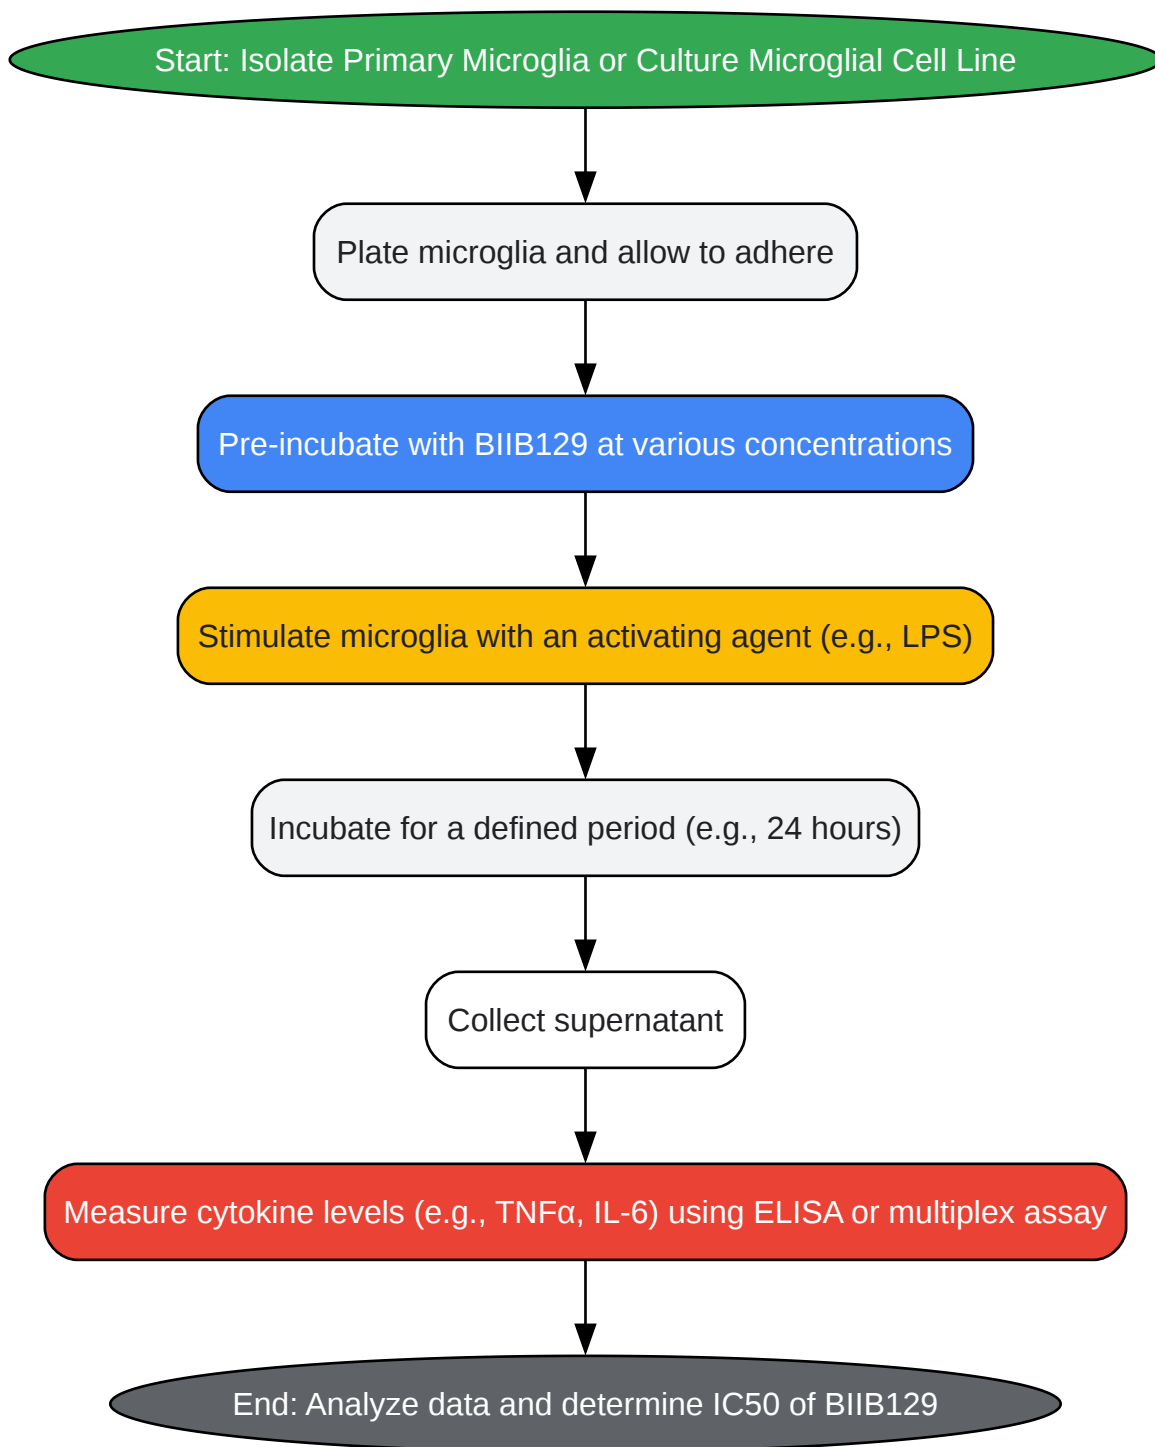 Start: Isolate Primary Microglia or Culture Microglial Cell Line
Plate microglia and allow to adhere
Pre-incubate with BIIB129 at various concentrations
Stimulate microglia with an activating agent (e.g., LPS)
Incubate for a defined period (e.g., 24 hours)
Collect supernatant
Measure cytokine levels (e.g., TNFα, IL-6) using ELISA or multiplex assay
End: Analyze data and determine IC50 of BIIB129